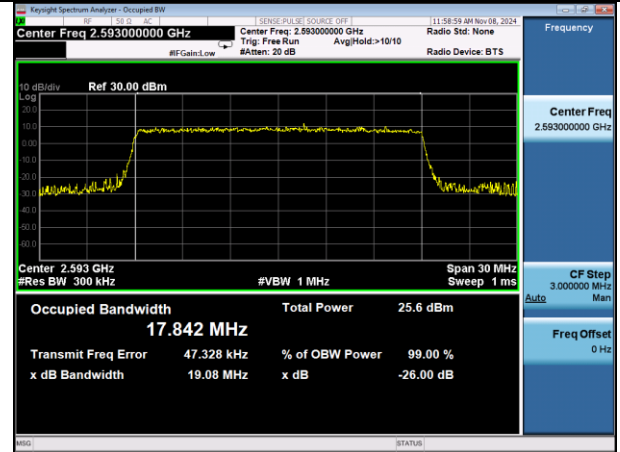 Keysight Spectrum Analyzer - Occupied BW
RF 50 Ω AC SENSE:PULSE SOURCE OFF 11:58:59 AM Nov 08, 2024
Center Freq 2.593000000 GHz
Center Freq: 2.593000000 GHz
Radio Std: None
Trig: Free Run Avg|Hold:>10/10
#IFGain:Low
#Atten: 20 dB
Radio Device: BTS
10 dB/div
Ref 30.00 dBm
Log
20.0
10.0
0.00
-10.0
-20.0
-30.0
-40.0
-50.0
-60.0
Center 2.593 GHz
Span 30 MHz
#Res BW 300 kHz
#VBW 1 MHz
Sweep 1 ms
Occupied Bandwidth
17.842 MHz
Total Power 25.6 dBm
Transmit Freq Error 47.328 kHz
% of OBW Power 99.00 %
x dB Bandwidth 19.08 MHz
x dB -26.00 dB
MSG
STATUS
Frequency
Center Freq
2.593000000 GHz
CF Step
3.000000 MHz
Auto Man
Freq Offset
0 Hz